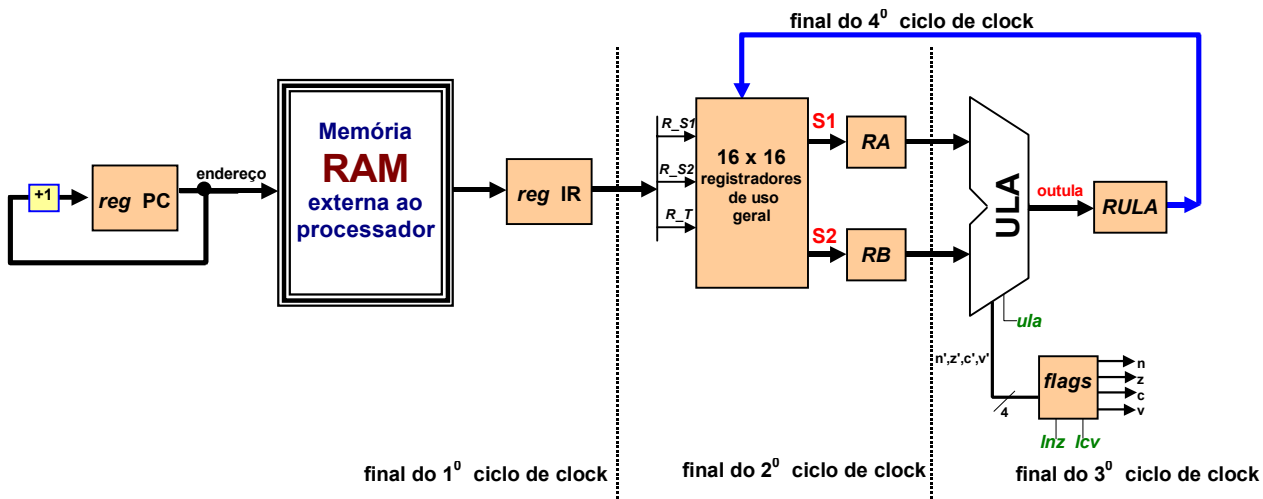 final do 4⁰ ciclo de clock
+1
reg PC
endereço
Memória
RAM
externa ao
processador
reg IR
R_S1
R_S2
R_T
16 x 16
registradores
de uso
geral
S1
RA
S2
RB
ULA
outula
RULA
ula
n',z',c',v'
4
flags
n
z
c
v
lnz lcv
final do 1⁰ ciclo de clock
final do 2⁰ ciclo de clock
final do 3⁰ ciclo de clock